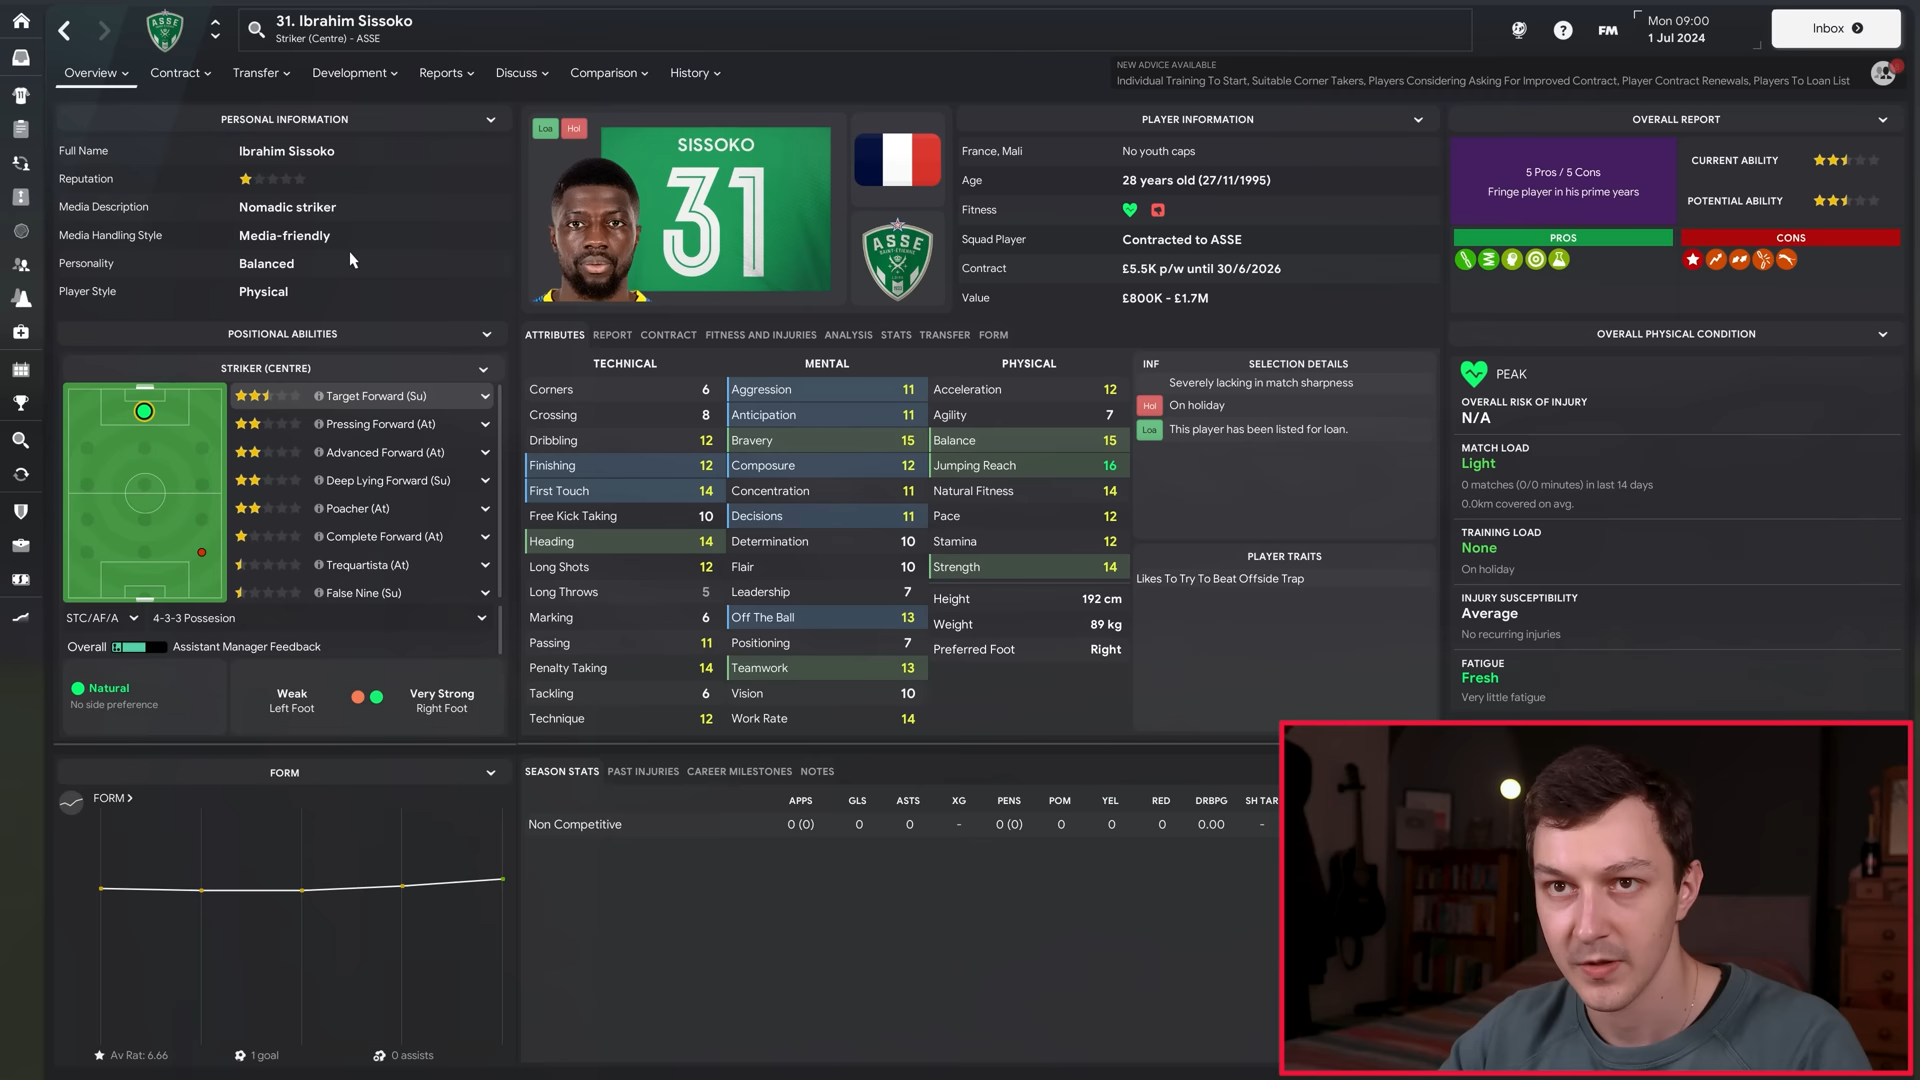 31. Ibrahim Sissoko
Striker (Centre) - ASSE
FM
Mon 09:00
1 Jul 2024
Inbox
Overview
Contract
Transfer
Development
Reports
Discuss
Comparison
History
NEW ADVICE AVAILABLE
Individual Training To Start, Suitable Corner Takers, Players Considering Asking For Improved Contract, Player Contract Renewals, Players To Loan List
PERSONAL INFORMATION
Full Name Ibrahim Sissoko
Reputation
Media Description Nomadic striker
Media Handling Style Media-friendly
Personality Balanced
Player Style Physical
Loa Hol
SISSOKO
31
ASSE
PLAYER INFORMATION
France, Mali No youth caps
Age 28 years old (27/11/1995)
Fitness
Squad Player Contracted to ASSE
Contract £5.5K p/w until 30/6/2026
Value £800K - £1.7M
OVERALL REPORT
5 Pros / 5 Cons
Fringe player in his prime years
CURRENT ABILITY
POTENTIAL ABILITY
PROS CONS
POSITIONAL ABILITIES
STRIKER (CENTRE)
Target Forward (Su)
Pressing Forward (At)
Advanced Forward (At)
Deep Lying Forward (Su)
Poacher (At)
Complete Forward (At)
Trequartista (At)
False Nine (Su)
STC/AF/A 4-3-3 Possesion
Overall Assistant Manager Feedback
Natural
No side preference
Weak
Left Foot
Very Strong
Right Foot
ATTRIBUTES REPORT CONTRACT FITNESS AND INJURIES ANALYSIS STATS TRANSFER FORM
TECHNICAL
Corners 6
Crossing 8
Dribbling 12
Finishing 12
First Touch 14
Free Kick Taking 10
Heading 14
Long Shots 12
Long Throws 5
Marking 6
Passing 11
Penalty Taking 14
Tackling 6
Technique 12
MENTAL
Aggression 11
Anticipation 11
Bravery 15
Composure 12
Concentration 11
Decisions 11
Determination 10
Flair 10
Leadership 7
Off The Ball 13
Positioning 7
Teamwork 13
Vision 10
Work Rate 14
PHYSICAL
Acceleration 12
Agility 7
Balance 15
Jumping Reach 16
Natural Fitness 14
Pace 12
Stamina 12
Strength 14
Height 192 cm
Weight 89 kg
Preferred Foot Right
INF SELECTION DETAILS
Severely lacking in match sharpness
Hol On holiday
Loa This player has been listed for loan.
PLAYER TRAITS
Likes To Try To Beat Offside Trap
OVERALL PHYSICAL CONDITION
PEAK
OVERALL RISK OF INJURY
N/A
MATCH LOAD
Light
0 matches (0/0 minutes) in last 14 days
0.0km covered on avg.
TRAINING LOAD
None
On holiday
INJURY SUSCEPTIBILITY
Average
No recurring injuries
FATIGUE
Fresh
Very little fatigue
FORM
FORM
Av Rat: 6.66 1 goal 0 assists
SEASON STATS PAST INJURIES CAREER MILESTONES NOTES
APPS GLS ASTS XG PENS POM YEL RED DRBPG SH TAR
Non Competitive 0 (0) 0 0 - 0 (0) 0 0 0 0.00 -